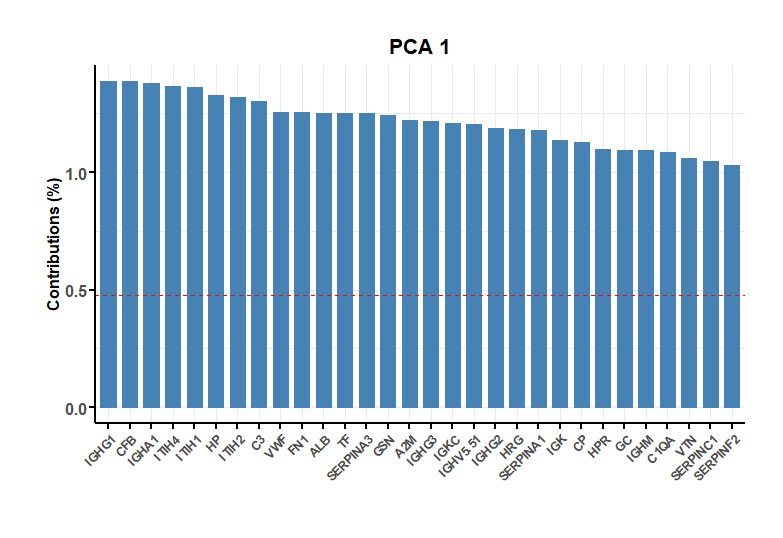 PCA 1
Contributions (%)
1.0
0.5
0.0
IGHG1
CFB
IGHA1
ITIH4
ITIH1
HP
ITIH2
C3
VWF
FN1
ALB
TF
SERPINA3
GSN
A2M
IGHG3
IGKC
IGHV5.51
IGHG2
HRG
SERPINA1
IGK
CP
HPR
GC
IGHM
C1QA
VTN
SERPINC1
SERPINF2